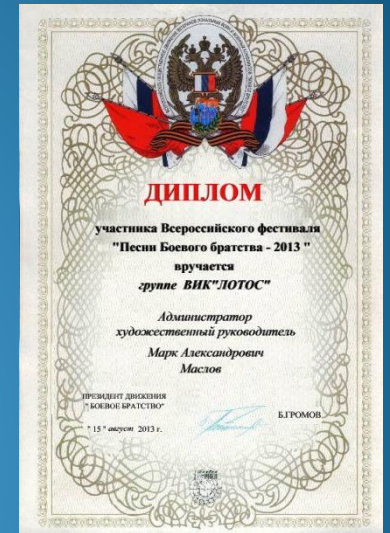 ДИПЛОМ
участника Всероссийского фестиваля
"Песни Боевого братства - 2013 "
вручается
группе ВИК"ЛОТОС"
Администратор
художественный руководитель
Марк Александрович
Маслов
ПРЕЗИДЕНТ ДВИЖЕНИЯ
" БОЕВОЕ БРАТСТВО"
Б.ГРОМОВ
" 15 " август 2013 г.